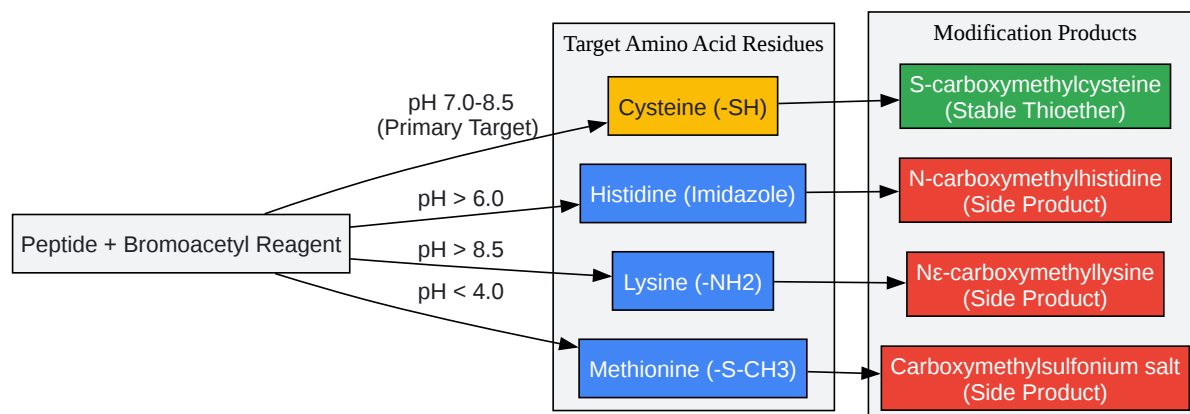 Target Amino Acid Residues
Modification Products
pH 7.0-8.5
(Primary Target)
Cysteine (-SH)
S-carboxymethylcysteine
(Stable Thioether)
pH > 6.0
Histidine (Imidazole)
N-carboxymethylhistidine
(Side Product)
Peptide + Bromoacetyl Reagent
pH > 8.5
Lysine (-NH2)
Nε-carboxymethyllysine
(Side Product)
pH < 4.0
Methionine (-S-CH3)
Carboxymethylsulfonium salt
(Side Product)